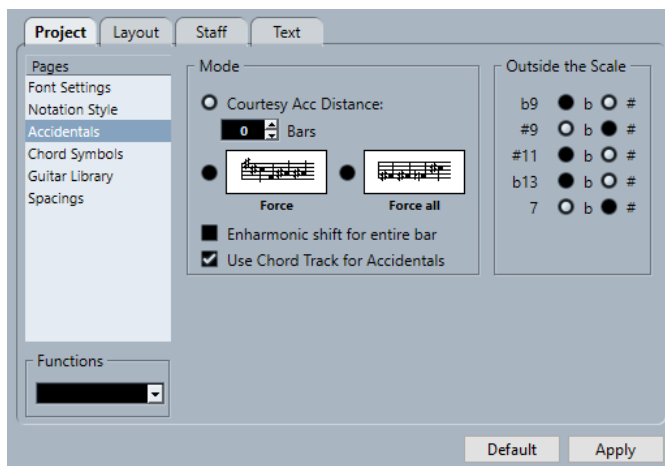 Project Layout Staff Text
Pages
Font Settings
Notation Style
Accidentals
Chord Symbols
Guitar Library
Spacings
Functions
Mode
Courtesy Acc Distance:
0 Bars
Force Force all
Enharmonic shift for entire bar
Use Chord Track for Accidentals
Outside the Scale
b9 b #
#9 b #
#11 b #
b13 b #
7 b #
Default Apply